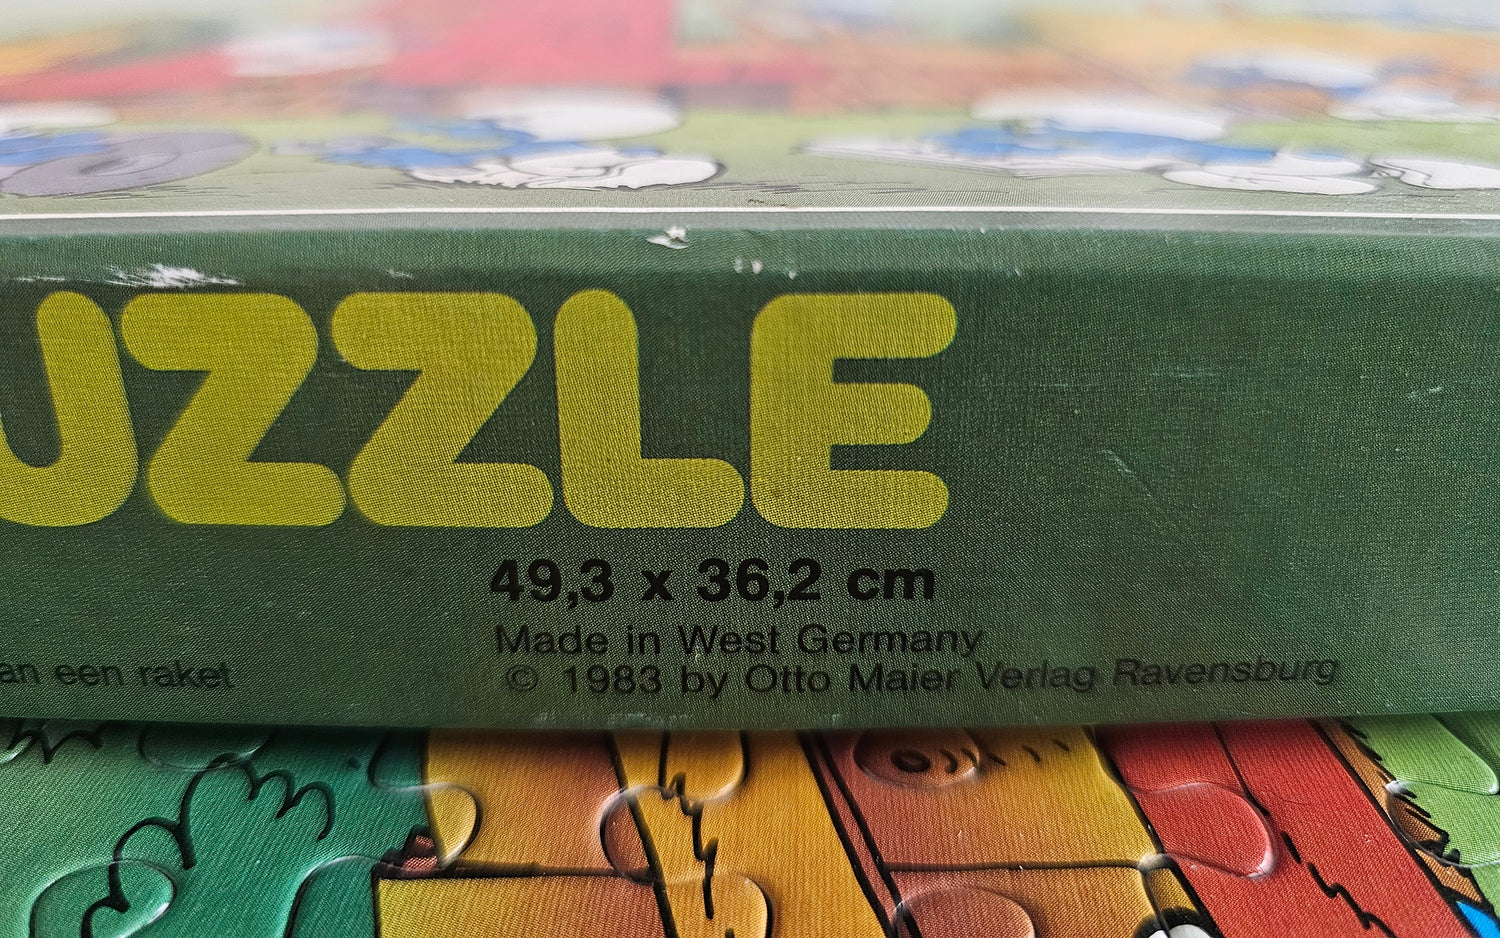 UZZLE
49,3 x 36,2 cm
Made in West Germany
an een raket
© 1983 by Otto Maier Verlag Ravensburg